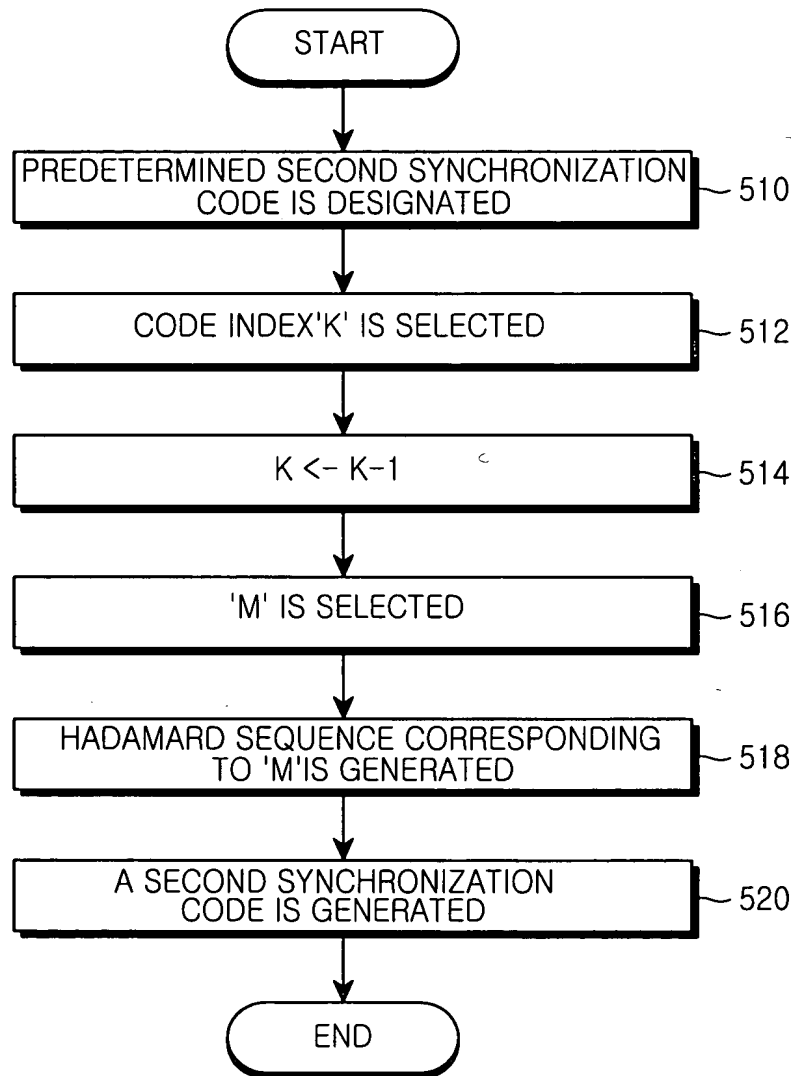 START
PREDETERMINED SECOND SYNCHRONIZATION
CODE IS DESIGNATED
510
CODE INDEX'K' IS SELECTED
512
K <- K-1
514
'M' IS SELECTED
516
HADAMARD SEQUENCE CORRESPONDING
TO 'M'IS GENERATED
518
A SECOND SYNCHRONIZATION
CODE IS GENERATED
520
END